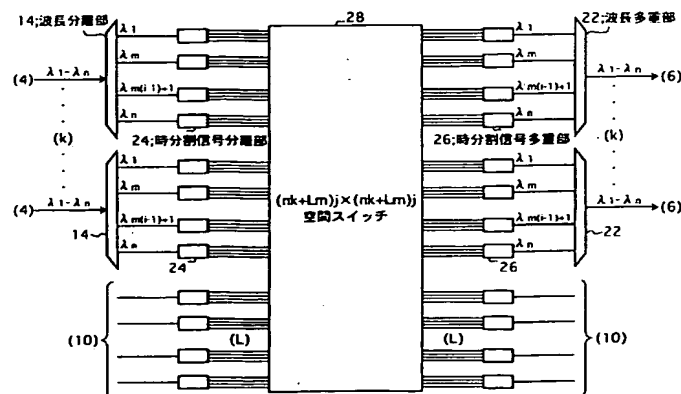 14;波長分離部
28
22;波長多重部
λ1
λ1
λm
λm
(4) λ1-λn
λ1-λn (6)
λm(i-1)+1
λm(i-1)+1
λn
λn
(k)
24;時分割信号分離部
26;時分割信号多重部
(k)
λ1
λ1
λm
λm
(nk+Lm)j×(nk+Lm)j
空間スイッチ
(4) λ1-λn
λ1-λn (6)
λm(i-1)+1
λm(i-1)+1
14
λn
λn
22
24
26
(10)
(L)
(L)
(10)